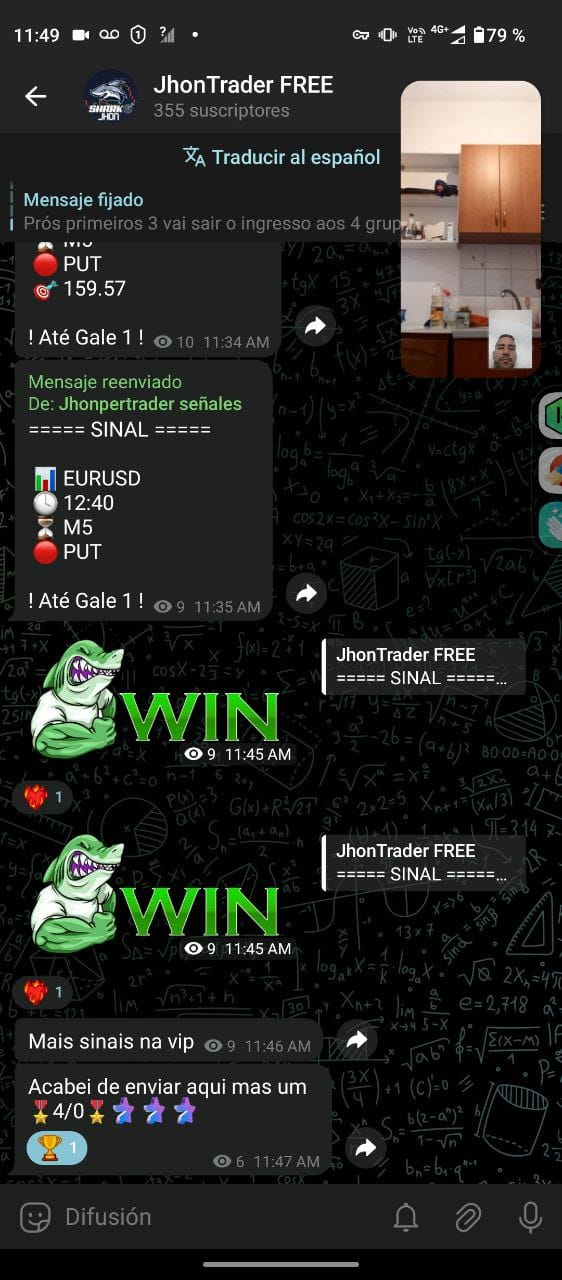 11:49
Vo))
LTE
4G+
79 %
SHARK
JHON
JhonTrader FREE
355 suscriptores
Traducir al español
Mensaje fijado
Prós primeiros 3 vai sair o ingresso aos 4 grup
M5
PUT
159.57
! Até Gale 1 !
10 11:34 AM
Mensaje reenviado
De: Jhonpertrader señales
===== SINAL =====
EURUSD
12:40
M5
PUT
! Até Gale 1 !
9 11:35 AM
JhonTrader FREE
===== SINAL =====...
WIN
9 11:45 AM
1
JhonTrader FREE
===== SINAL =====...
WIN
9 11:45 AM
1
Mais sinais na vip
9 11:46 AM
Acabei de enviar aqui mas um
4/0
1
6 11:47 AM
Difusión